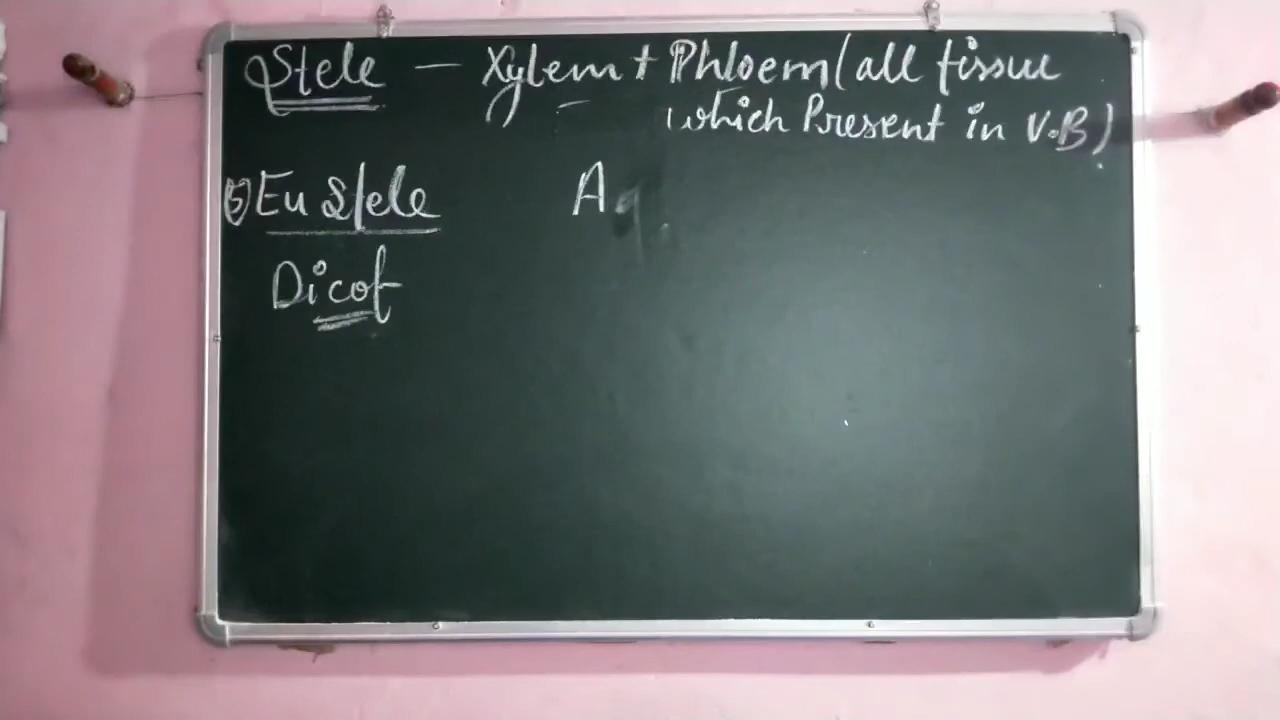 Stele — Xylem + Phloem (all tissue
which Present in V.B)
Eu Stele
A
Dicot